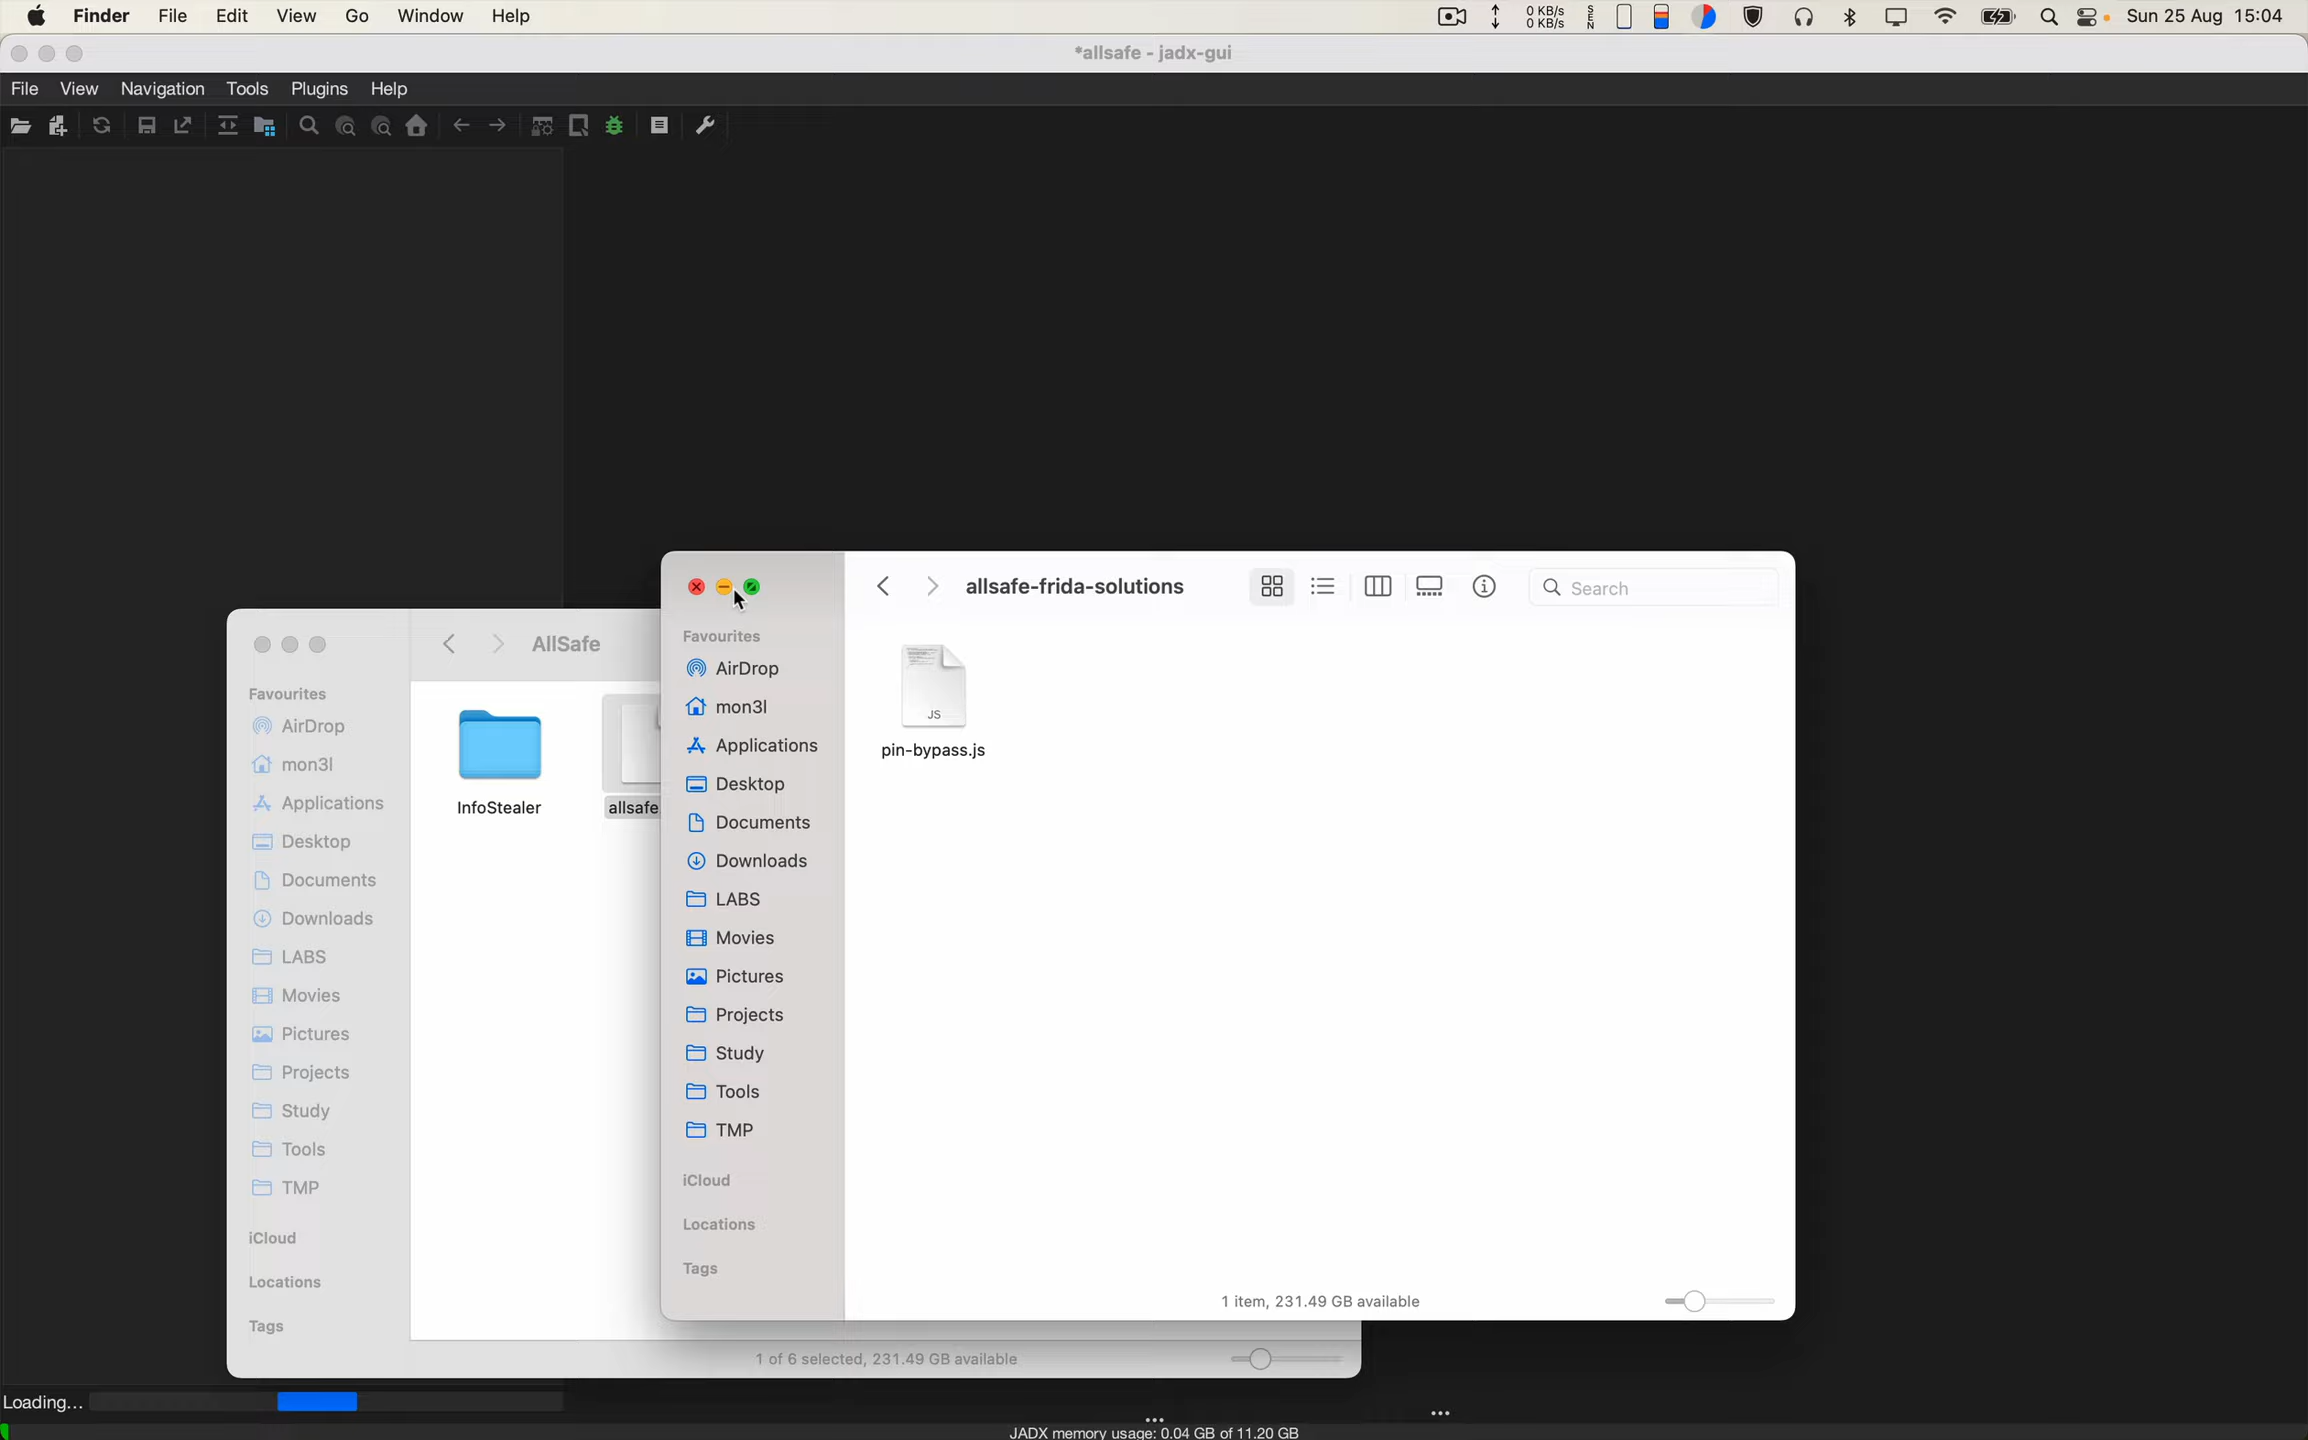 Finder File Edit View Go Window Help
0 KB/s
0 KB/s
SEN
Sun 25 Aug 15:04
*allsafe - jadx-gui
File View Navigation Tools Plugins Help
allsafe-frida-solutions
Search
Favourites
AirDrop
mon3l
Applications
Desktop
Documents
Downloads
LABS
Movies
Pictures
Projects
Study
Tools
TMP
iCloud
Locations
Tags
JS
pin-bypass.js
1 item, 231.49 GB available
AllSafe
Favourites
AirDrop
mon3l
Applications
Desktop
Documents
Downloads
LABS
Movies
Pictures
Projects
Study
Tools
TMP
iCloud
Locations
Tags
InfoStealer
allsafe
1 of 6 selected, 231.49 GB available
Loading...
JADX memory usage: 0.04 GB of 11.20 GB